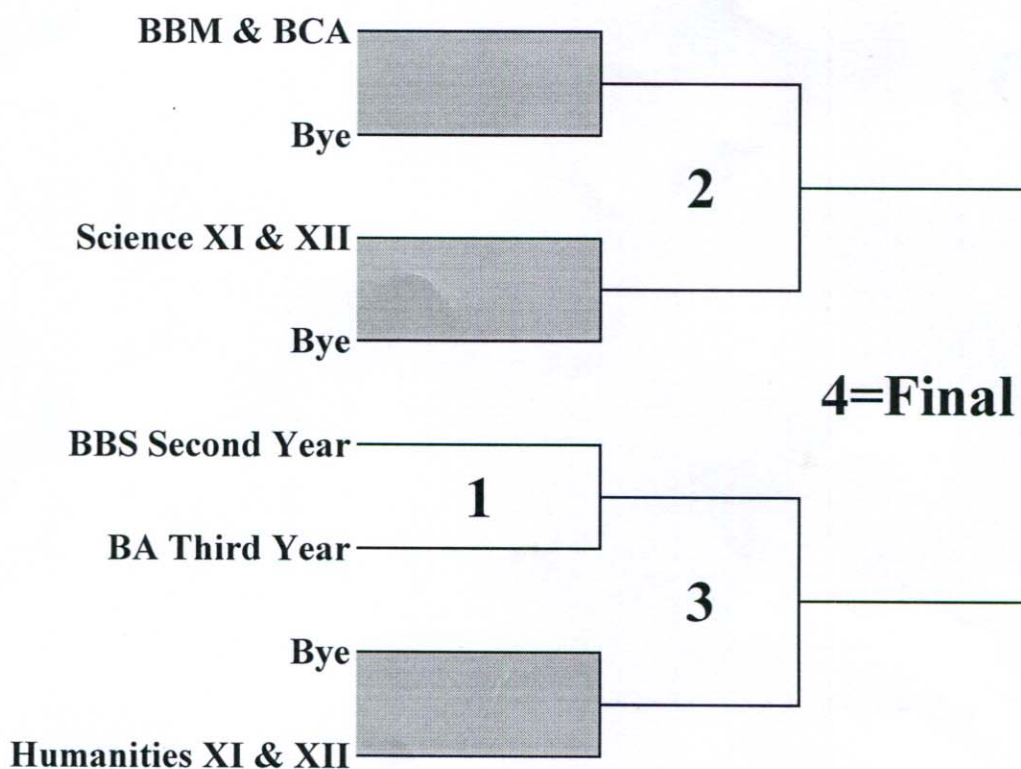 BBM & BCA
Bye
2
Science XI & XII
Bye
4=Final
BBS Second Year
1
BA Third Year
3
Bye
Humanities XI & XII